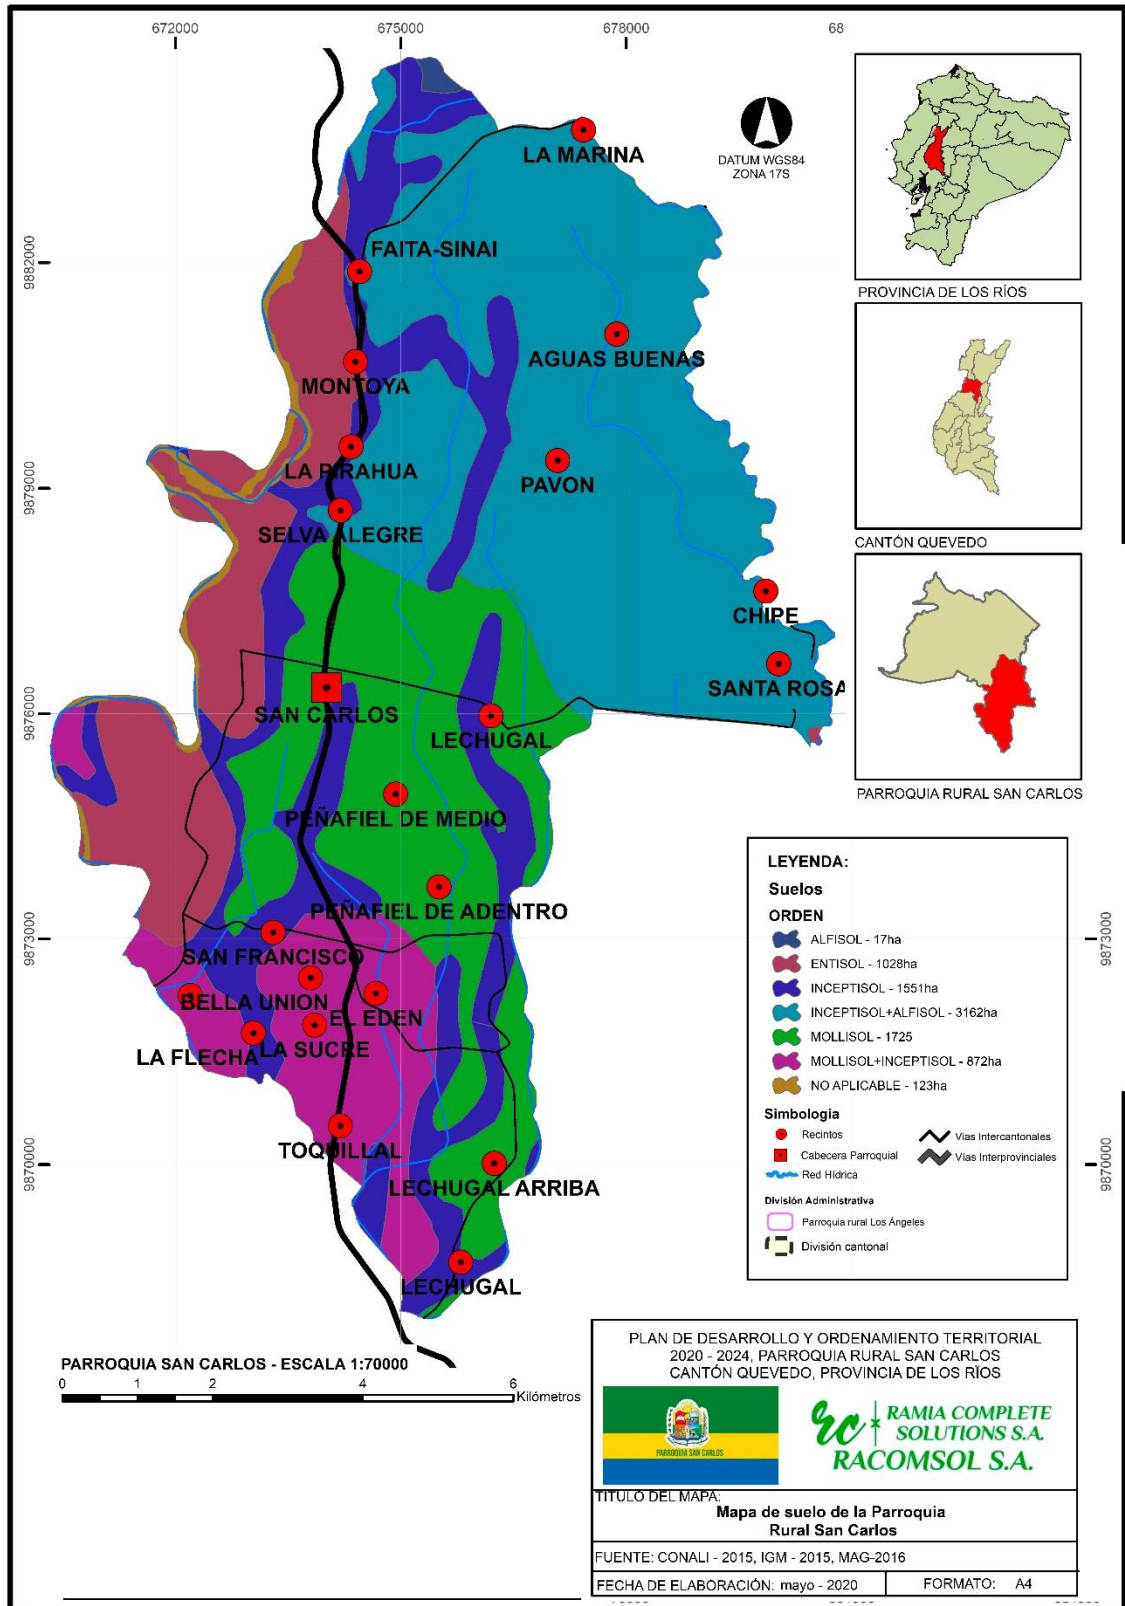 672000
675000
678000
68
9882000
9879000
9876000
9873000
9870000
9873000
9870000
DATUM WGS84
ZONA 17S
LA MARINA
FAITA-SINAI
AGUAS BUENAS
MONTOYA
LA PIRAHUA
PAVON
SELVA ALEGRE
CHIPE
SANTA ROSA
SAN CARLOS
LECHUGAL
PEÑAFIEL DE MEDIO
PEÑAFIEL DE ADENTRO
SAN FRANCISCO
BELLA UNION
EL EDEN
LA FLECHA
LA SUCRE
TOQUILLAL
LECHUGAL ARRIBA
LECHUGAL
PROVINCIA DE LOS RÍOS
CANTÓN QUEVEDO
PARROQUIA RURAL SAN CARLOS
LEYENDA:
Suelos
ORDEN
ALFISOL - 17ha
ENTISOL - 1028ha
INCEPTISOL - 1551ha
INCEPTISOL+ALFISOL - 3162ha
MOLLISOL - 1725
MOLLISOL+INCEPTISOL - 872ha
NO APLICABLE - 123ha
Simbología
Recintos
Cabecera Parroquial
Red Hídrica
Vías Intercantonales
Vías Interprovinciales
División Administrativa
Parroquia rural Los Ángeles
División cantonal
PARROQUIA SAN CARLOS - ESCALA 1:70000
0 1 2 4 6
Kilómetros
PLAN DE DESARROLLO Y ORDENAMIENTO TERRITORIAL
2020 - 2024, PARROQUIA RURAL SAN CARLOS
CANTÓN QUEVEDO, PROVINCIA DE LOS RÏOS
PARROQUIA SAN CARLOS
rc
RAMIA COMPLETE
SOLUTIONS S.A.
RACOMSOL S.A.
TITULO DEL MAPA:
Mapa de suelo de la Parroquia
Rural San Carlos
FUENTE: CONALI - 2015, IGM - 2015, MAG-2016
FECHA DE ELABORACIÓN: mayo - 2020
FORMATO: A4